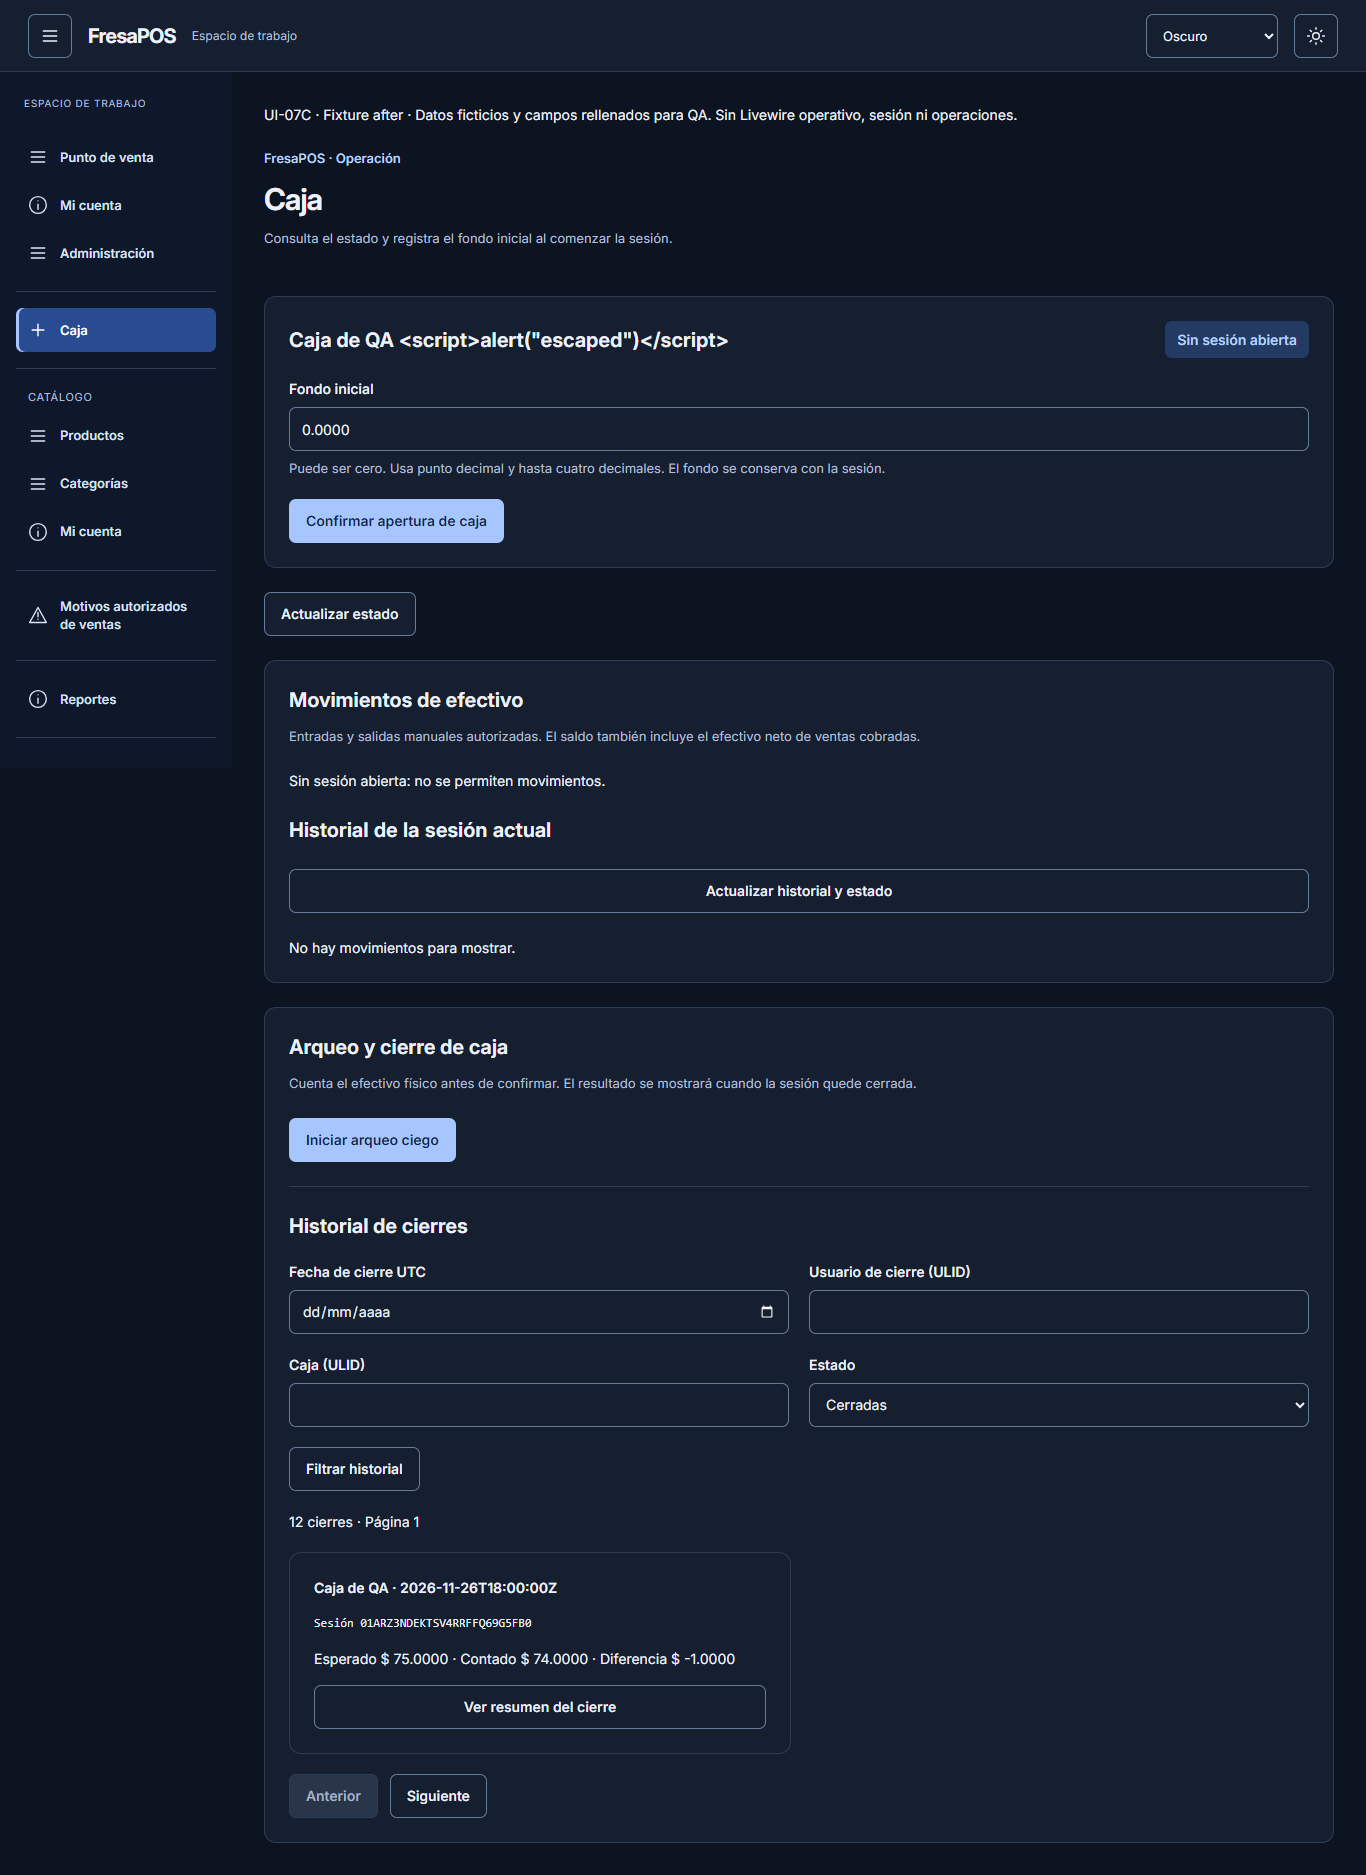 FresaPOS
Espacio de trabajo
Oscuro
ESPACIO DE TRABAJO
Punto de venta
Mi cuenta
Administración
Caja
CATÁLOGO
Productos
Categorías
Mi cuenta
Motivos autorizados
de ventas
Reportes
UI-07C · Fixture after · Datos ficticios y campos rellenados para QA. Sin Livewire operativo, sesión ni operaciones.
FresaPOS · Operación
Caja
Consulta el estado y registra el fondo inicial al comenzar la sesión.
Caja de QA <script>alert("escaped")</script>
Sin sesión abierta
Fondo inicial
0.0000
Puede ser cero. Usa punto decimal y hasta cuatro decimales. El fondo se conserva con la sesión.
Confirmar apertura de caja
Actualizar estado
Movimientos de efectivo
Entradas y salidas manuales autorizadas. El saldo también incluye el efectivo neto de ventas cobradas.
Sin sesión abierta: no se permiten movimientos.
Historial de la sesión actual
Actualizar historial y estado
No hay movimientos para mostrar.
Arqueo y cierre de caja
Cuenta el efectivo físico antes de confirmar. El resultado se mostrará cuando la sesión quede cerrada.
Iniciar arqueo ciego
Historial de cierres
Fecha de cierre UTC
dd/mm/aaaa
Usuario de cierre (ULID)
Caja (ULID)
Estado
Cerradas
Filtrar historial
12 cierres · Página 1
Caja de QA · 2026-11-26T18:00:00Z
Sesión 01ARZ3NDEKTSV4RRFFQ69G5FB0
Esperado $ 75.0000 · Contado $ 74.0000 · Diferencia $ -1.0000
Ver resumen del cierre
Anterior
Siguiente